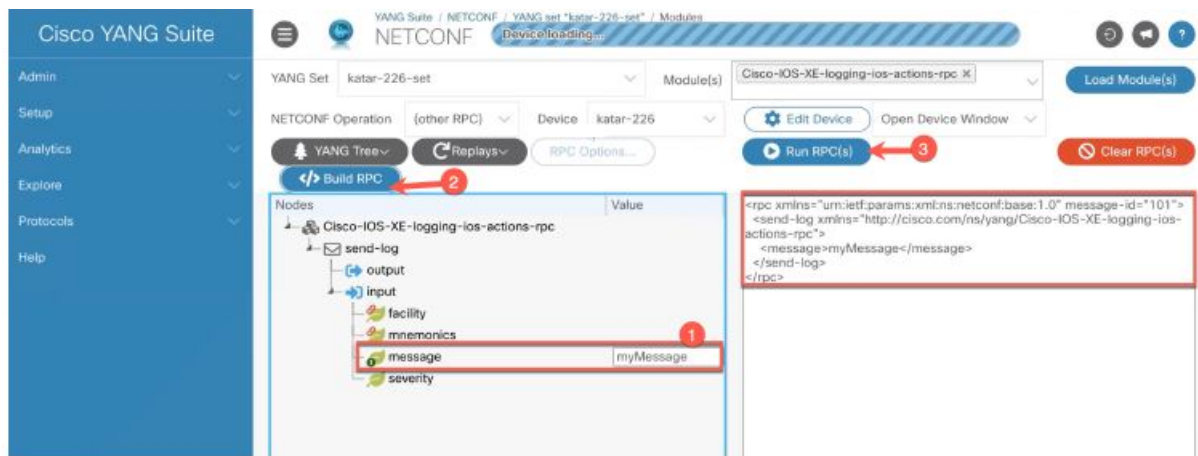 Cisco YANG Suite
YANG Suite / NETCONF / YANG set "katar-226-set" / Modules
NETCONF
Device loading...
?
Admin
Setup
Analytics
Explore
Protocols
Help
YANG Set katar-226-set Module(s) Cisco-IOS-XE-logging-ios-actions-rpc × Load Module(s)
NETCONF Operation (other RPC) Device katar-226 Edit Device Open Device Window
YANG Tree Replays RPC Options... Run RPC(s) 3 Clear RPC(s)
</> Build RPC 2
Nodes Value
Cisco-IOS-XE-logging-ios-actions-rpc
send-log
output
input
facility
mnemonics
1
message myMessage
severity
<rpc xmlns="urn:ietf:params:xml:ns:netconf:base:1.0" message-id="101">
<send-log xmlns="http://cisco.com/ns/yang/Cisco-IOS-XE-logging-ios-
actions-rpc">
<message>myMessage</message>
</send-log>
</rpc>